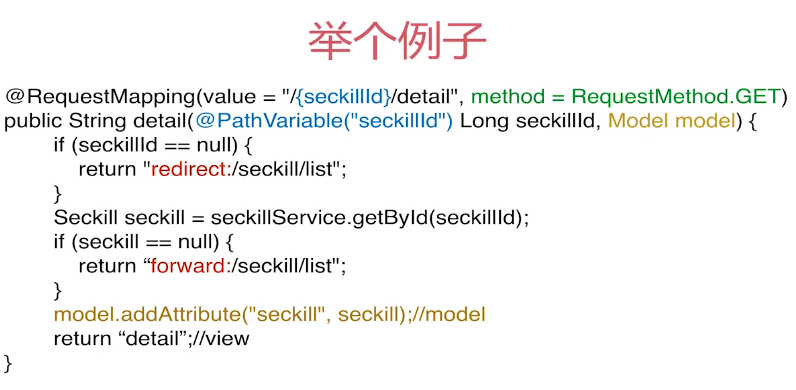 举个例子
@RequestMapping(value = "/{seckillId}/detail", method = RequestMethod.GET)
public String detail(@PathVariable("seckillId") Long seckillId, Model model) {
if (seckillId == null) {
return "redirect:/seckill/list";
}
Seckill seckill = seckillService.getById(seckillId);
if (seckill == null) {
return “forward:/seckill/list";
}
model.addAttribute("seckill", seckill);//model
return “detail”;//view
}